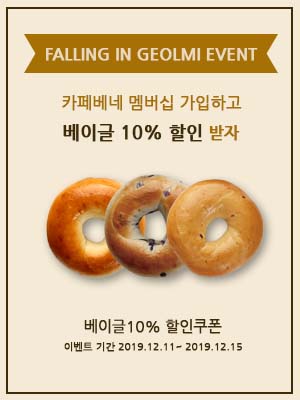 FALLING IN GEOLMI EVENT
카페베네 멤버십 가입하고
베이글 10% 할인 받자
베이글10% 할인쿠폰
이벤트 기간 2019.12.11~ 2019.12.15